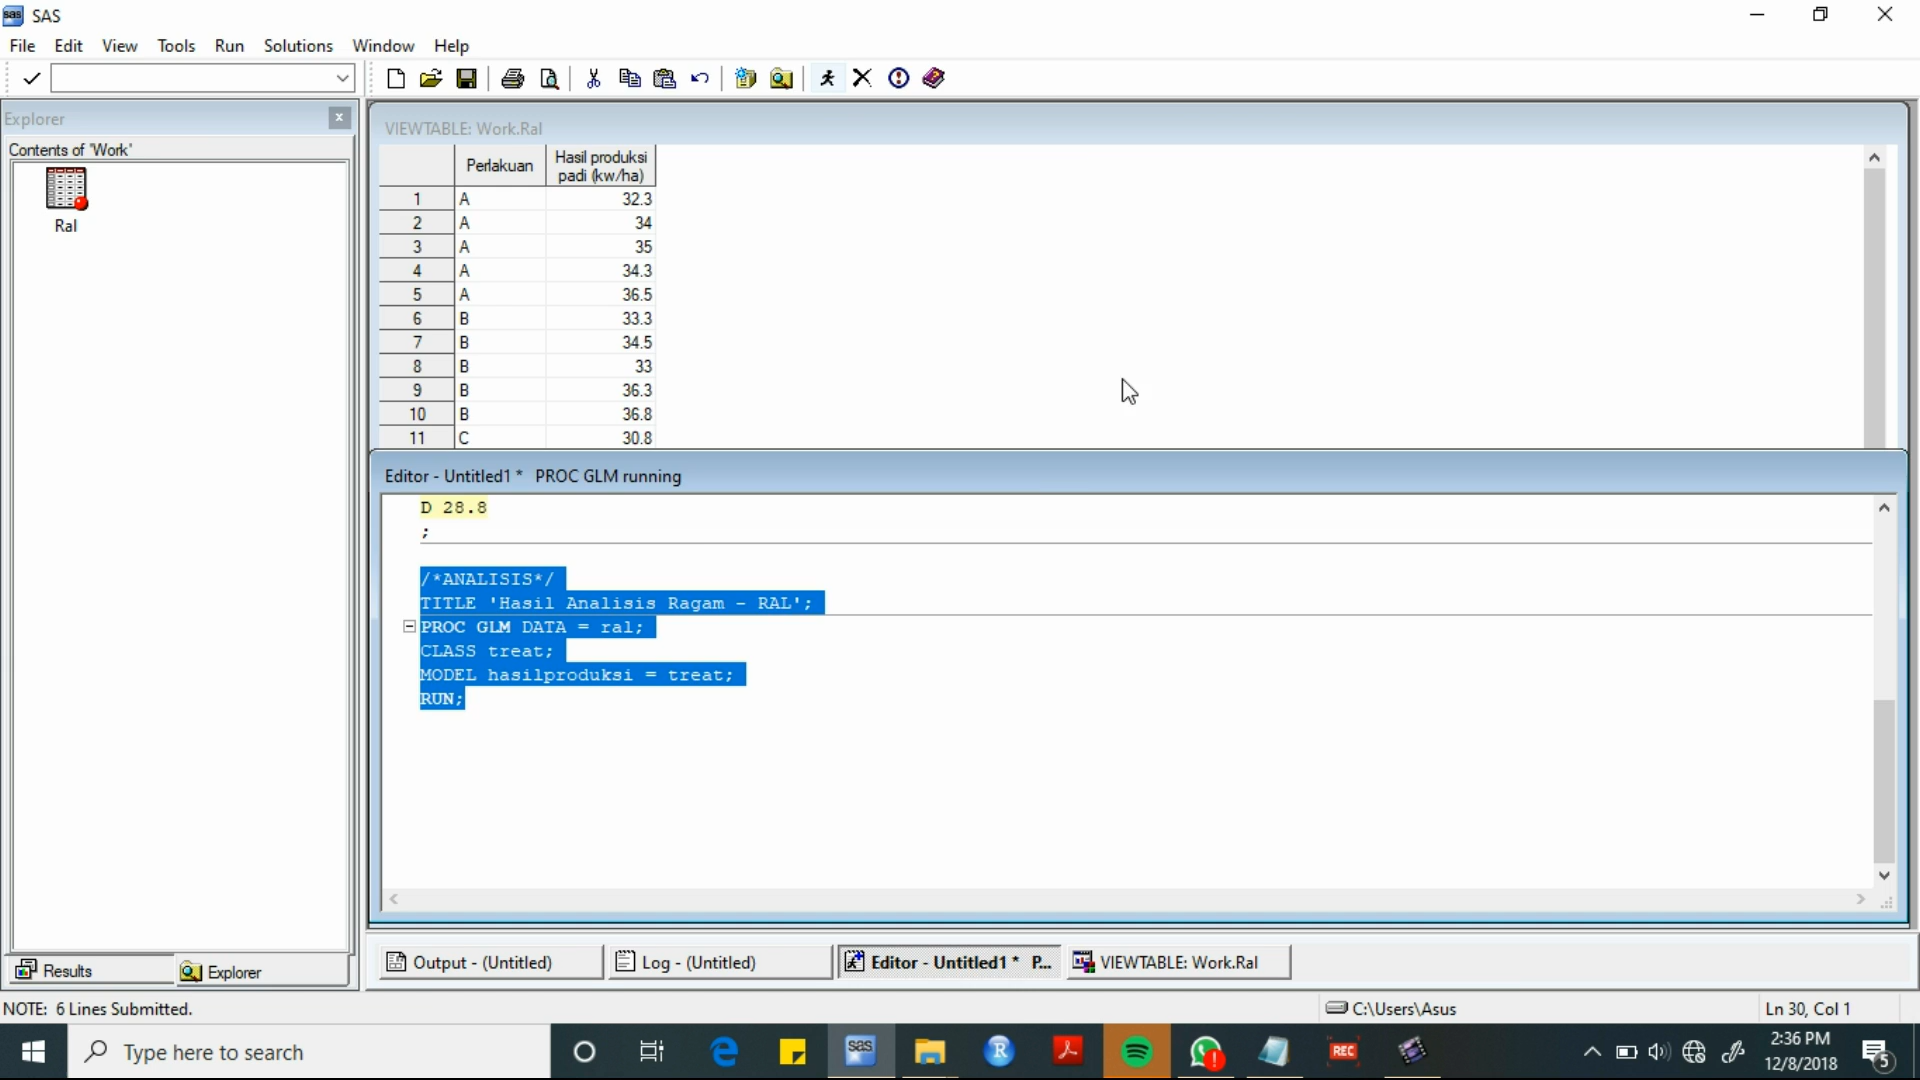 SAS
File Edit View Tools Run Solutions Window Help
Explorer
Contents of 'Work'
Ral
VIEWTABLE: Work.Ral
Perlakuan Hasil produksi
padi (kw/ha)
1 A 32.3
2 A 34
3 A 35
4 A 34.3
5 A 36.5
6 B 33.3
7 B 34.5
8 B 33
9 B 36.3
10 B 36.8
11 C 30.8
Editor - Untitled1 * PROC GLM running
D 28.8
;
/*ANALISIS*/
TITLE 'Hasil Analisis Ragam - RAL';
PROC GLM DATA = ral;
CLASS treat;
MODEL hasilproduksi = treat;
RUN;
Results Explorer
Output - (Untitled) Log - (Untitled) Editor - Untitled1 * P... VIEWTABLE: Work.Ral
NOTE: 6 Lines Submitted. C:\Users\Asus Ln 30, Col 1
Type here to search
sas
R
REC
2:36 PM
12/8/2018
5